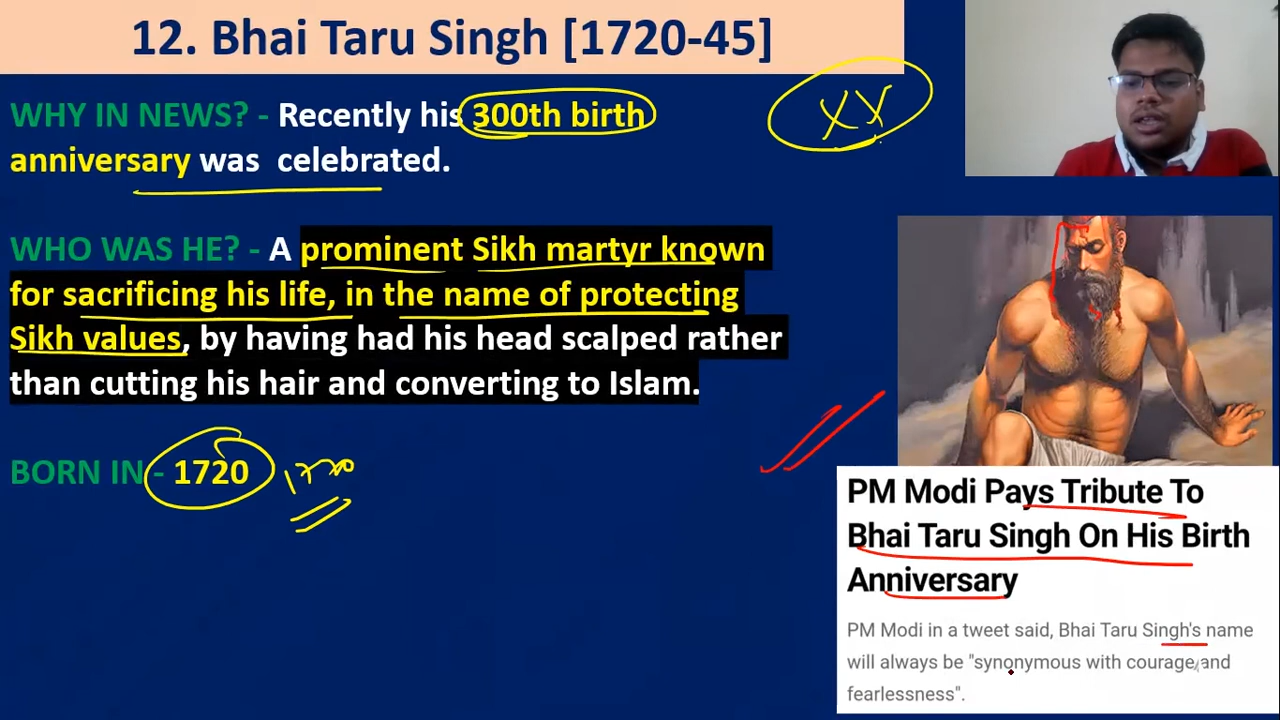 12. Bhai Taru Singh [1720-45]
WHY IN NEWS? - Recently his 300th birth
anniversary was celebrated.
XX
WHO WAS HE? - A prominent Sikh martyr known
for sacrificing his life, in the name of protecting
Sikh values, by having had his head scalped rather
than cutting his hair and converting to Islam.
BORN IN - 1720 1720
PM Modi Pays Tribute To
Bhai Taru Singh On His Birth
Anniversary
PM Modi in a tweet said, Bhai Taru Singh's name
will always be "synonymous with courage and
fearlessness".